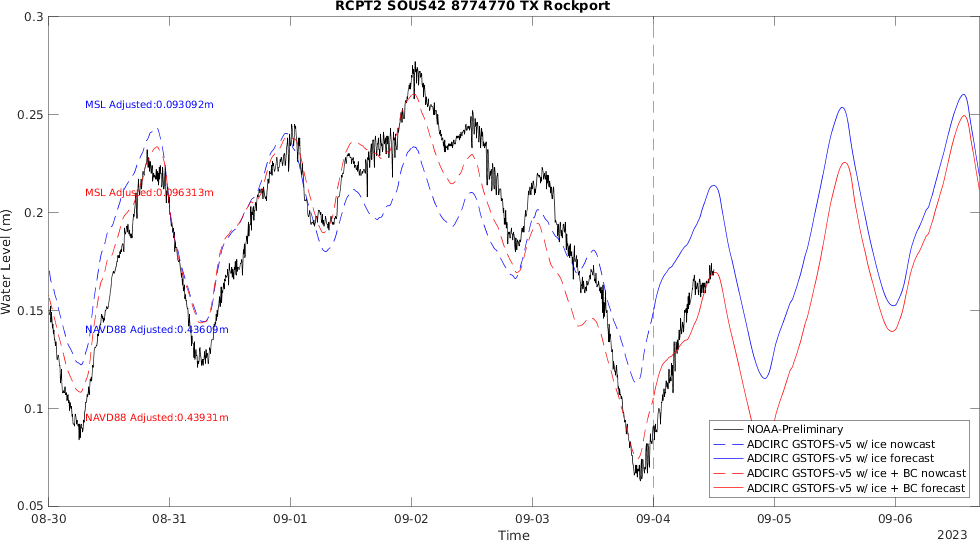 RCPT2 SOUS42 8774770 TX Rockport
0.3
0.25
0.2
0.15
0.1
0.05
Water Level (m)
MSL Adjusted:0.093092m
MSL Adjusted:0.096313m
NAVD88 Adjusted:0.43609m
NAVD88 Adjusted:0.43931m
NOAA-Preliminary
ADCIRC GSTOFS-v5 w/ ice nowcast
ADCIRC GSTOFS-v5 w/ ice forecast
ADCIRC GSTOFS-v5 w/ ice + BC nowcast
ADCIRC GSTOFS-v5 w/ ice + BC forecast
08-30 08-31 09-01 09-02 09-03 09-04 09-05 09-06
Time
2023